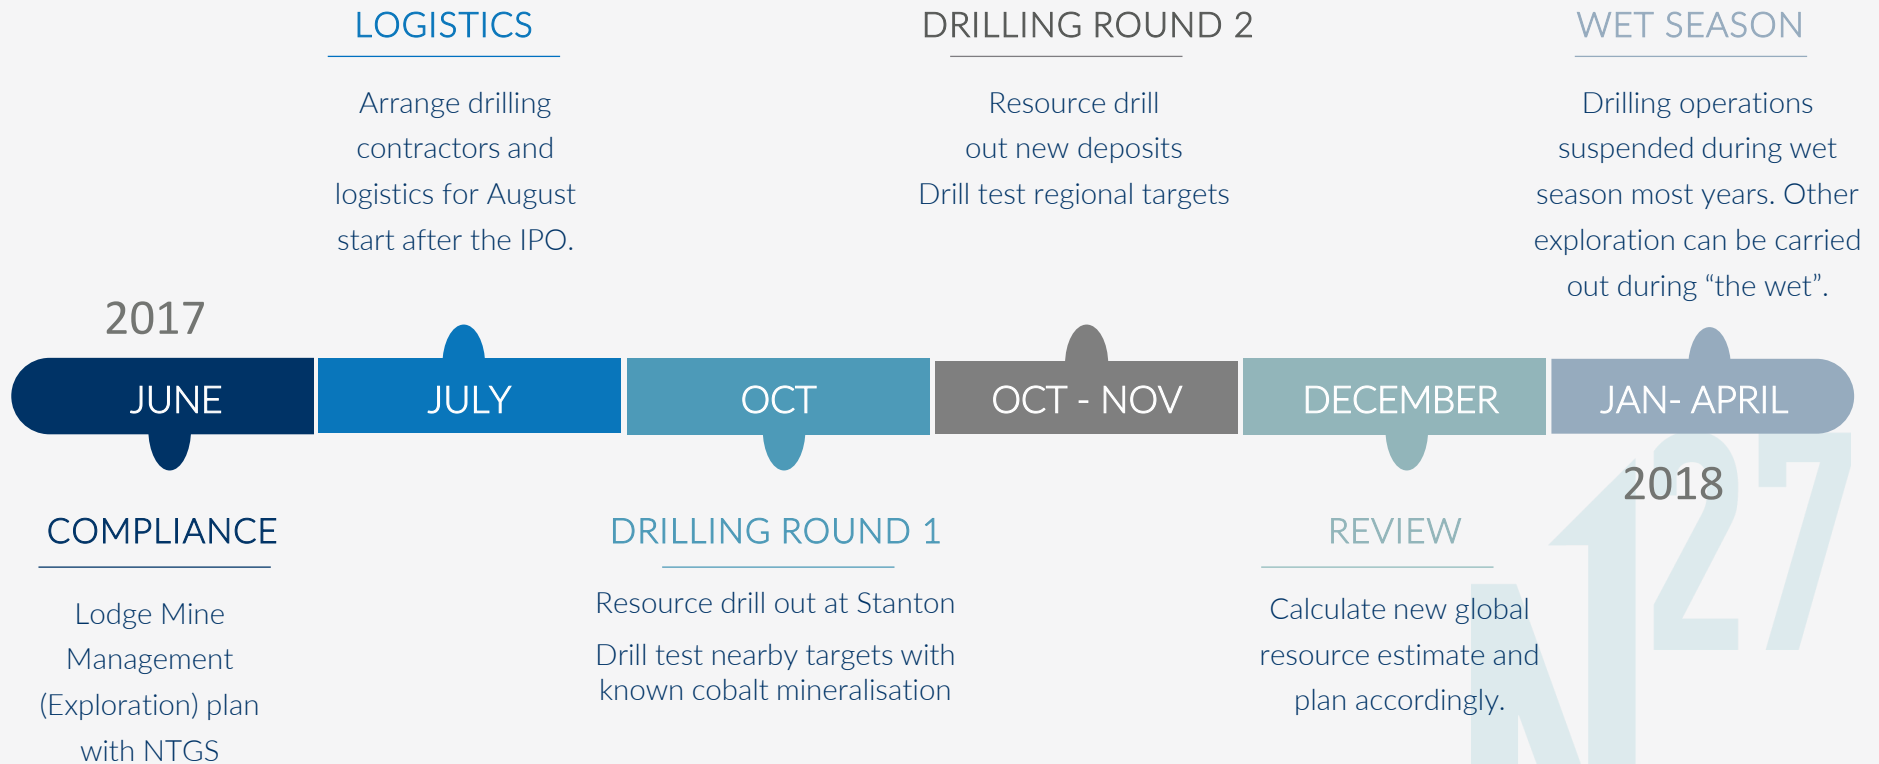 LOGISTICS
Arrange drilling
contractors and
logistics for August
start after the IPO.
DRILLING ROUND 2
Resource drill
out new deposits
Drill test regional targets
WET SEASON
Drilling operations
suspended during wet
season most years. Other
exploration can be carried
out during “the wet”.
2017
JUNE
JULY
OCT
OCT - NOV
DECEMBER
JAN- APRIL
2018
COMPLIANCE
Lodge Mine
Management
(Exploration) plan
with NTGS
DRILLING ROUND 1
Resource drill out at Stanton
Drill test nearby targets with
known cobalt mineralisation
REVIEW
Calculate new global
resource estimate and
plan accordingly.
N
27